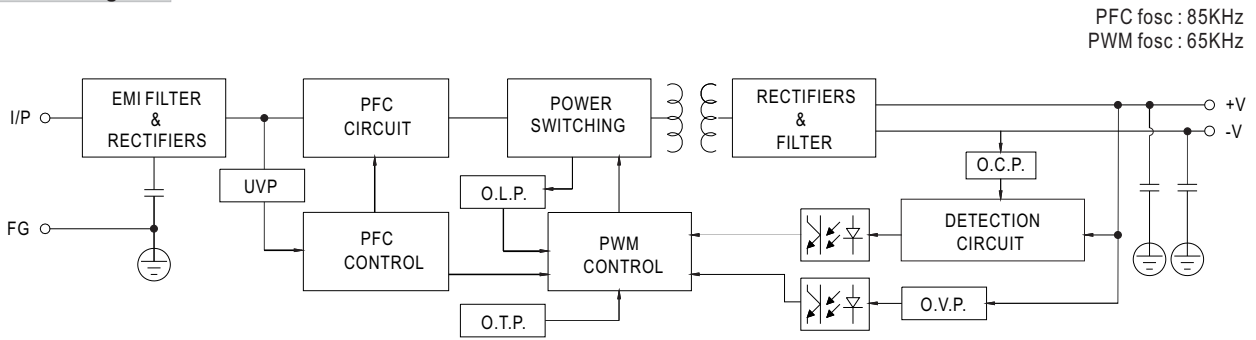 PFC fosc : 85KHz
PWM fosc : 65KHz
I/P
EMI FILTER
&
RECTIFIERS
PFC
CIRCUIT
POWER
SWITCHING
RECTIFIERS
&
FILTER
+V
-V
UVP
O.L.P.
O.C.P.
FG
PFC
CONTROL
PWM
CONTROL
DETECTION
CIRCUIT
O.T.P.
O.V.P.